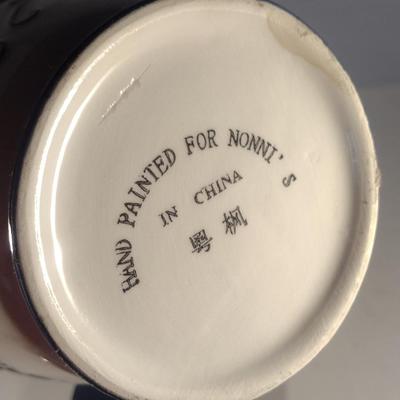 HAND PAINTED FOR NONNI'S
IN CHINA
粤枫